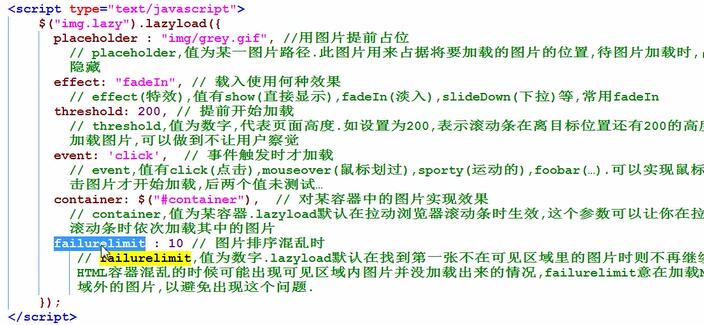 <script type="text/javascript">
$("img.lazy").lazyload({
placeholder : "img/grey.gif", //用图片提前占位
// placeholder,值为某一图片路径.此图片用来占据将要加载的图片的位置,待图片加载时,
隐藏
effect: "fadeIn", // 载入使用何种效果
// effect(特效),值有show(直接显示),fadeIn(淡入),slideDown(下拉)等,常用fadeIn
threshold: 200, // 提前开始加载
// threshold,值为数字,代表页面高度.如设置为200,表示滚动条在离目标位置还有200的高度
加载图片,可以做到不让用户察觉
event: 'click', // 事件触发时才加载
// event,值有click(点击),mouseover(鼠标划过),sporty(运动的),foobar(…).可以实现鼠标
击图片才开始加载,后两个值未测试…
container: $("#container"), // 对某容器中的图片实现效果
// container,值为某容器.lazyload默认在拉动浏览器滚动条时生效,这个参数可以让你在拉
滚动条时依次加载其中的图片
failurelimit : 10 // 图片排序混乱时
// failurelimit,值为数字.lazyload默认在找到第一张不在可见区域里的图片时则不再继续
HTML容器混乱的时候可能出现可见区域内图片并没加载出来的情况,failurelimit意在加载N
域外的图片,以避免出现这个问题.
});
</script>